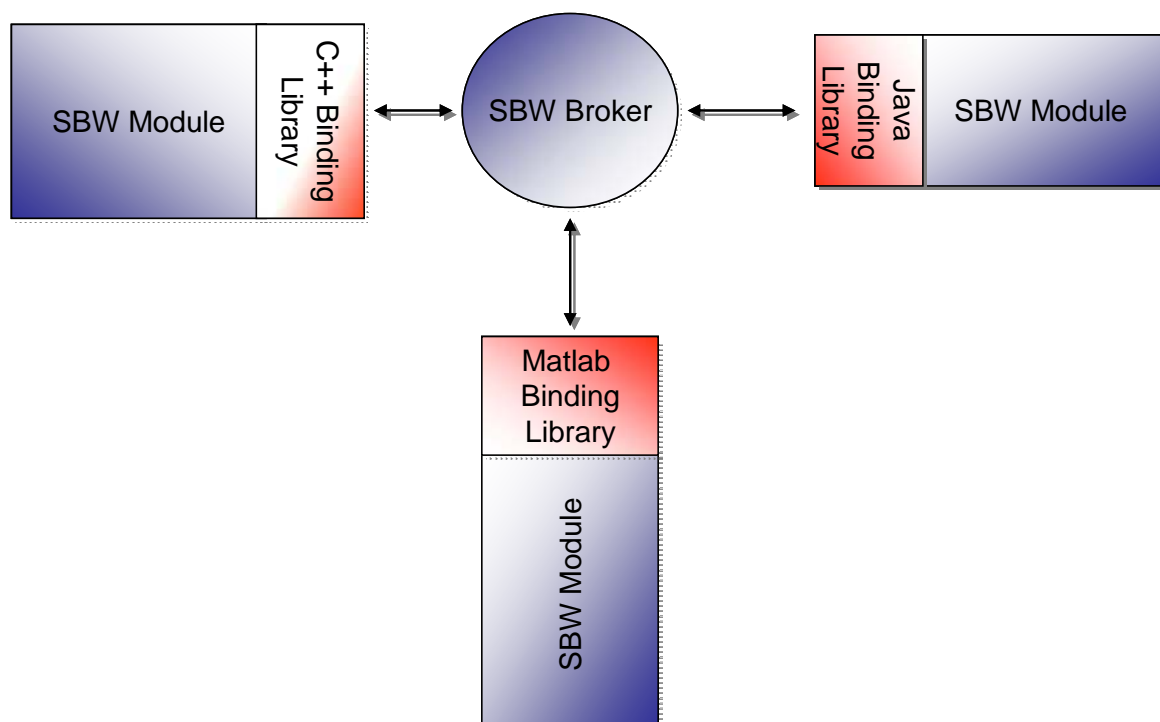 SBW Module
C++ Binding
Library
SBW Broker
Java
Binding
Library
SBW Module
Matlab
Binding
Library
SBW Module